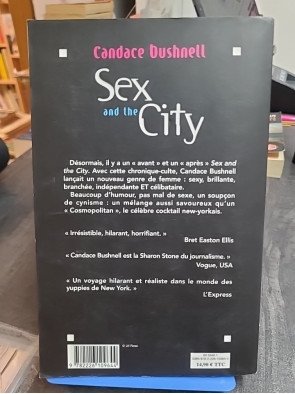 Candace Bushnell
Sex
and the
City
Désormais, il y a un « avant » et un « après » Sex and
the City. Avec cette chronique-culte, Candace Bushnell
lançait un nouveau genre de femme : sexy, brillante,
branchée, indépendante ET célibataire.
Beaucoup d'humour, pas mal de sexe, un soupçon
de cynisme : un mélange aussi savoureux qu'un
« Cosmopolitan », le célèbre cocktail new-yorkais.
« Irrésistible, hilarant, horrifiant. »
Bret Easton Ellis
« Candace Bushnell est la Sharon Stone du journalisme. »
Vogue, USA
« Un voyage hilarant et réaliste dans le monde des
yuppies de New York. »
L'Express
9 782226 109644
14,90 € TTC